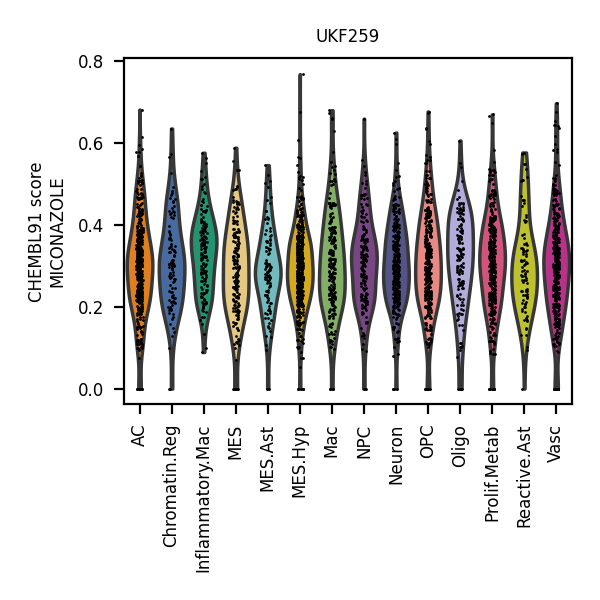 UKF259
CHEMBL91 score
MICONAZOLE
0.8
0.6
0.4
0.2
0.0
AC
Chromatin.Reg
Inflammatory.Mac
MES
MES.Ast
MES.Hyp
Mac
NPC
Neuron
OPC
Oligo
Prolif.Metab
Reactive.Ast
Vasc